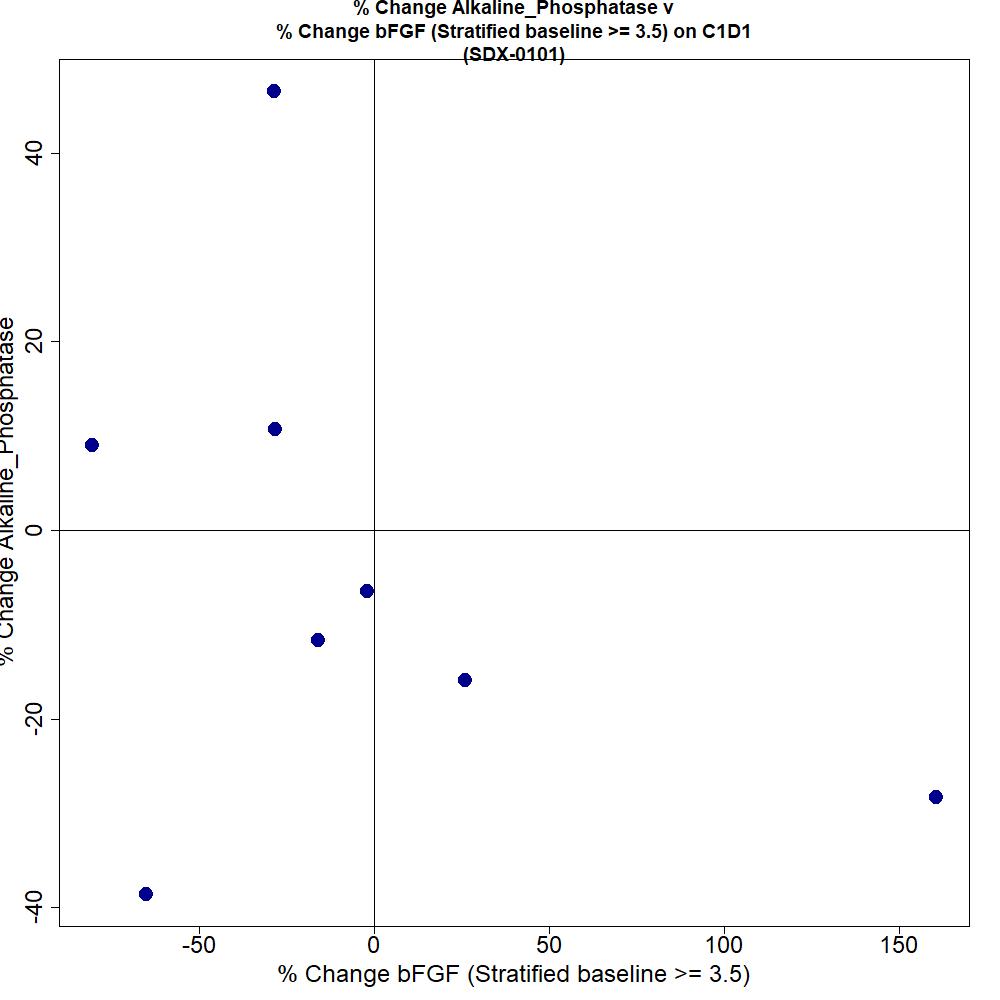 % Change Alkaline_Phosphatase v
% Change bFGF (Stratified baseline >= 3.5) on C1D1
(SDX-0101)
% Change Alkaline_Phosphatase
40
20
0
-20
-40
-50
0
50
100
150
% Change bFGF (Stratified baseline >= 3.5)